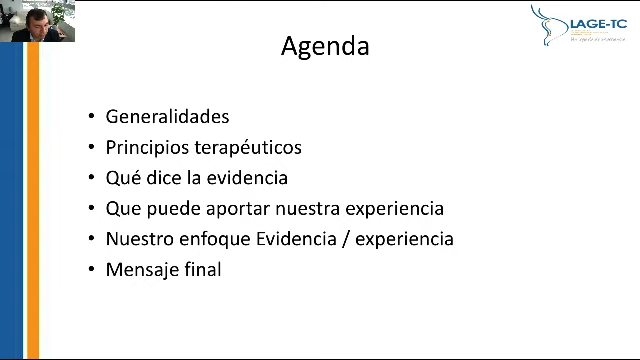 LAGE-TC
Agenda
• Generalidades
• Principios terapéuticos
• Qué dice la evidencia
• Que puede aportar nuestra experiencia
• Nuestro enfoque Evidencia / experiencia
• Mensaje final